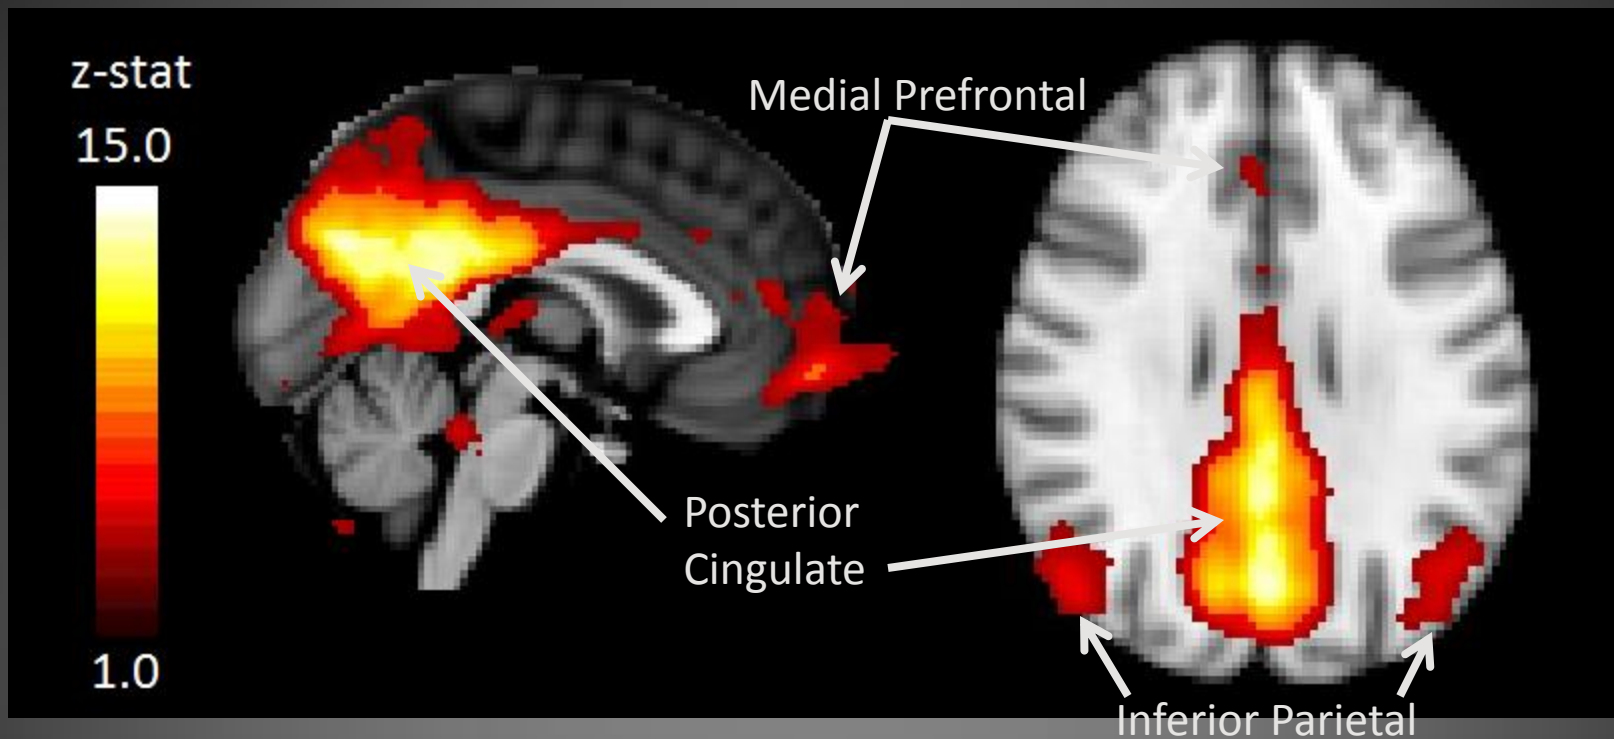 z-stat
15.0
1.0
Medial Prefrontal
Posterior
Cingulate
Inferior Parietal